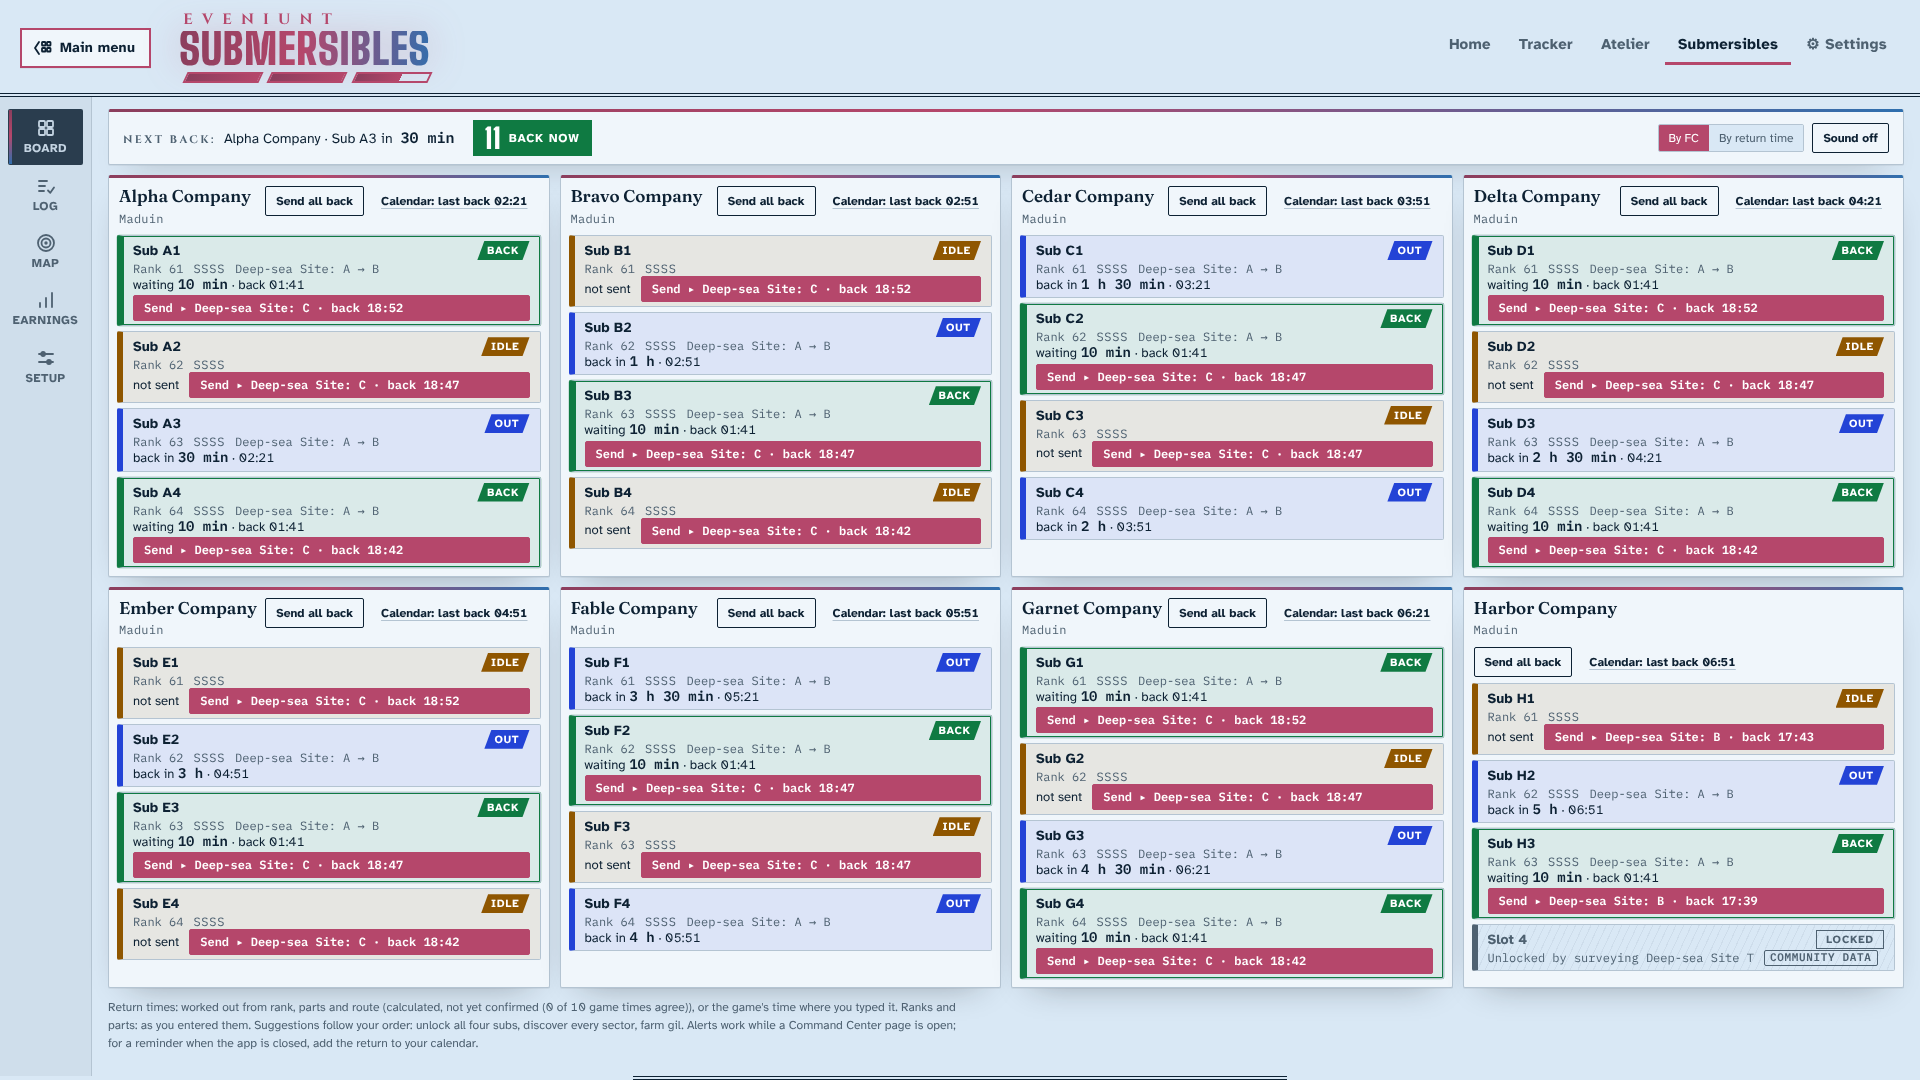 Main menu
EVENIUNT
SUBMERSIBLES
Home
Tracker
Atelier
Submersibles
⚙ Settings
BOARD
LOG
MAP
EARNINGS
SETUP
NEXT BACK: Alpha Company · Sub A3 in 30 min
11 BACK NOW
By FC
By return time
Sound off
Alpha Company
Maduin
Send all back
Calendar: last back 02:21
Sub A1
BACK
Rank 61 SSSS Deep-sea Site: A → B
waiting 10 min · back 01:41
Send ▸ Deep-sea Site: C · back 18:52
Sub A2
IDLE
Rank 62 SSSS
not sent
Send ▸ Deep-sea Site: C · back 18:47
Sub A3
OUT
Rank 63 SSSS Deep-sea Site: A → B
back in 30 min · 02:21
Sub A4
BACK
Rank 64 SSSS Deep-sea Site: A → B
waiting 10 min · back 01:41
Send ▸ Deep-sea Site: C · back 18:42
Bravo Company
Maduin
Send all back
Calendar: last back 02:51
Sub B1
IDLE
Rank 61 SSSS
not sent
Send ▸ Deep-sea Site: C · back 18:52
Sub B2
OUT
Rank 62 SSSS Deep-sea Site: A → B
back in 1 h · 02:51
Sub B3
BACK
Rank 63 SSSS Deep-sea Site: A → B
waiting 10 min · back 01:41
Send ▸ Deep-sea Site: C · back 18:47
Sub B4
IDLE
Rank 64 SSSS
not sent
Send ▸ Deep-sea Site: C · back 18:42
Cedar Company
Maduin
Send all back
Calendar: last back 03:51
Sub C1
OUT
Rank 61 SSSS Deep-sea Site: A → B
back in 1 h 30 min · 03:21
Sub C2
BACK
Rank 62 SSSS Deep-sea Site: A → B
waiting 10 min · back 01:41
Send ▸ Deep-sea Site: C · back 18:47
Sub C3
IDLE
Rank 63 SSSS
not sent
Send ▸ Deep-sea Site: C · back 18:47
Sub C4
OUT
Rank 64 SSSS Deep-sea Site: A → B
back in 2 h · 03:51
Delta Company
Maduin
Send all back
Calendar: last back 04:21
Sub D1
BACK
Rank 61 SSSS Deep-sea Site: A → B
waiting 10 min · back 01:41
Send ▸ Deep-sea Site: C · back 18:52
Sub D2
IDLE
Rank 62 SSSS
not sent
Send ▸ Deep-sea Site: C · back 18:47
Sub D3
OUT
Rank 63 SSSS Deep-sea Site: A → B
back in 2 h 30 min · 04:21
Sub D4
BACK
Rank 64 SSSS Deep-sea Site: A → B
waiting 10 min · back 01:41
Send ▸ Deep-sea Site: C · back 18:42
Ember Company
Maduin
Send all back
Calendar: last back 04:51
Sub E1
IDLE
Rank 61 SSSS
not sent
Send ▸ Deep-sea Site: C · back 18:52
Sub E2
OUT
Rank 62 SSSS Deep-sea Site: A → B
back in 3 h · 04:51
Sub E3
BACK
Rank 63 SSSS Deep-sea Site: A → B
waiting 10 min · back 01:41
Send ▸ Deep-sea Site: C · back 18:47
Sub E4
IDLE
Rank 64 SSSS
not sent
Send ▸ Deep-sea Site: C · back 18:42
Fable Company
Maduin
Send all back
Calendar: last back 05:51
Sub F1
OUT
Rank 61 SSSS Deep-sea Site: A → B
back in 3 h 30 min · 05:21
Sub F2
BACK
Rank 62 SSSS Deep-sea Site: A → B
waiting 10 min · back 01:41
Send ▸ Deep-sea Site: C · back 18:47
Sub F3
IDLE
Rank 63 SSSS
not sent
Send ▸ Deep-sea Site: C · back 18:47
Sub F4
OUT
Rank 64 SSSS Deep-sea Site: A → B
back in 4 h · 05:51
Garnet Company
Maduin
Send all back
Calendar: last back 06:21
Sub G1
BACK
Rank 61 SSSS Deep-sea Site: A → B
waiting 10 min · back 01:41
Send ▸ Deep-sea Site: C · back 18:52
Sub G2
IDLE
Rank 62 SSSS
not sent
Send ▸ Deep-sea Site: C · back 18:47
Sub G3
OUT
Rank 63 SSSS Deep-sea Site: A → B
back in 4 h 30 min · 06:21
Sub G4
BACK
Rank 64 SSSS Deep-sea Site: A → B
waiting 10 min · back 01:41
Send ▸ Deep-sea Site: C · back 18:42
Harbor Company
Maduin
Send all back
Calendar: last back 06:51
Sub H1
IDLE
Rank 61 SSSS
not sent
Send ▸ Deep-sea Site: B · back 17:43
Sub H2
OUT
Rank 62 SSSS Deep-sea Site: A → B
back in 5 h · 06:51
Sub H3
BACK
Rank 63 SSSS Deep-sea Site: A → B
waiting 10 min · back 01:41
Send ▸ Deep-sea Site: B · back 17:39
Slot 4
LOCKED
Unlocked by surveying Deep-sea Site T
COMMUNITY DATA
Return times: worked out from rank, parts and route (calculated, not yet confirmed (0 of 10 game times agree)), or the game's time where you typed it. Ranks and
parts: as you entered them. Suggestions follow your order: unlock all four subs, discover every sector, farm gil. Alerts work while a Command Center page is open;
for a reminder when the app is closed, add the return to your calendar.